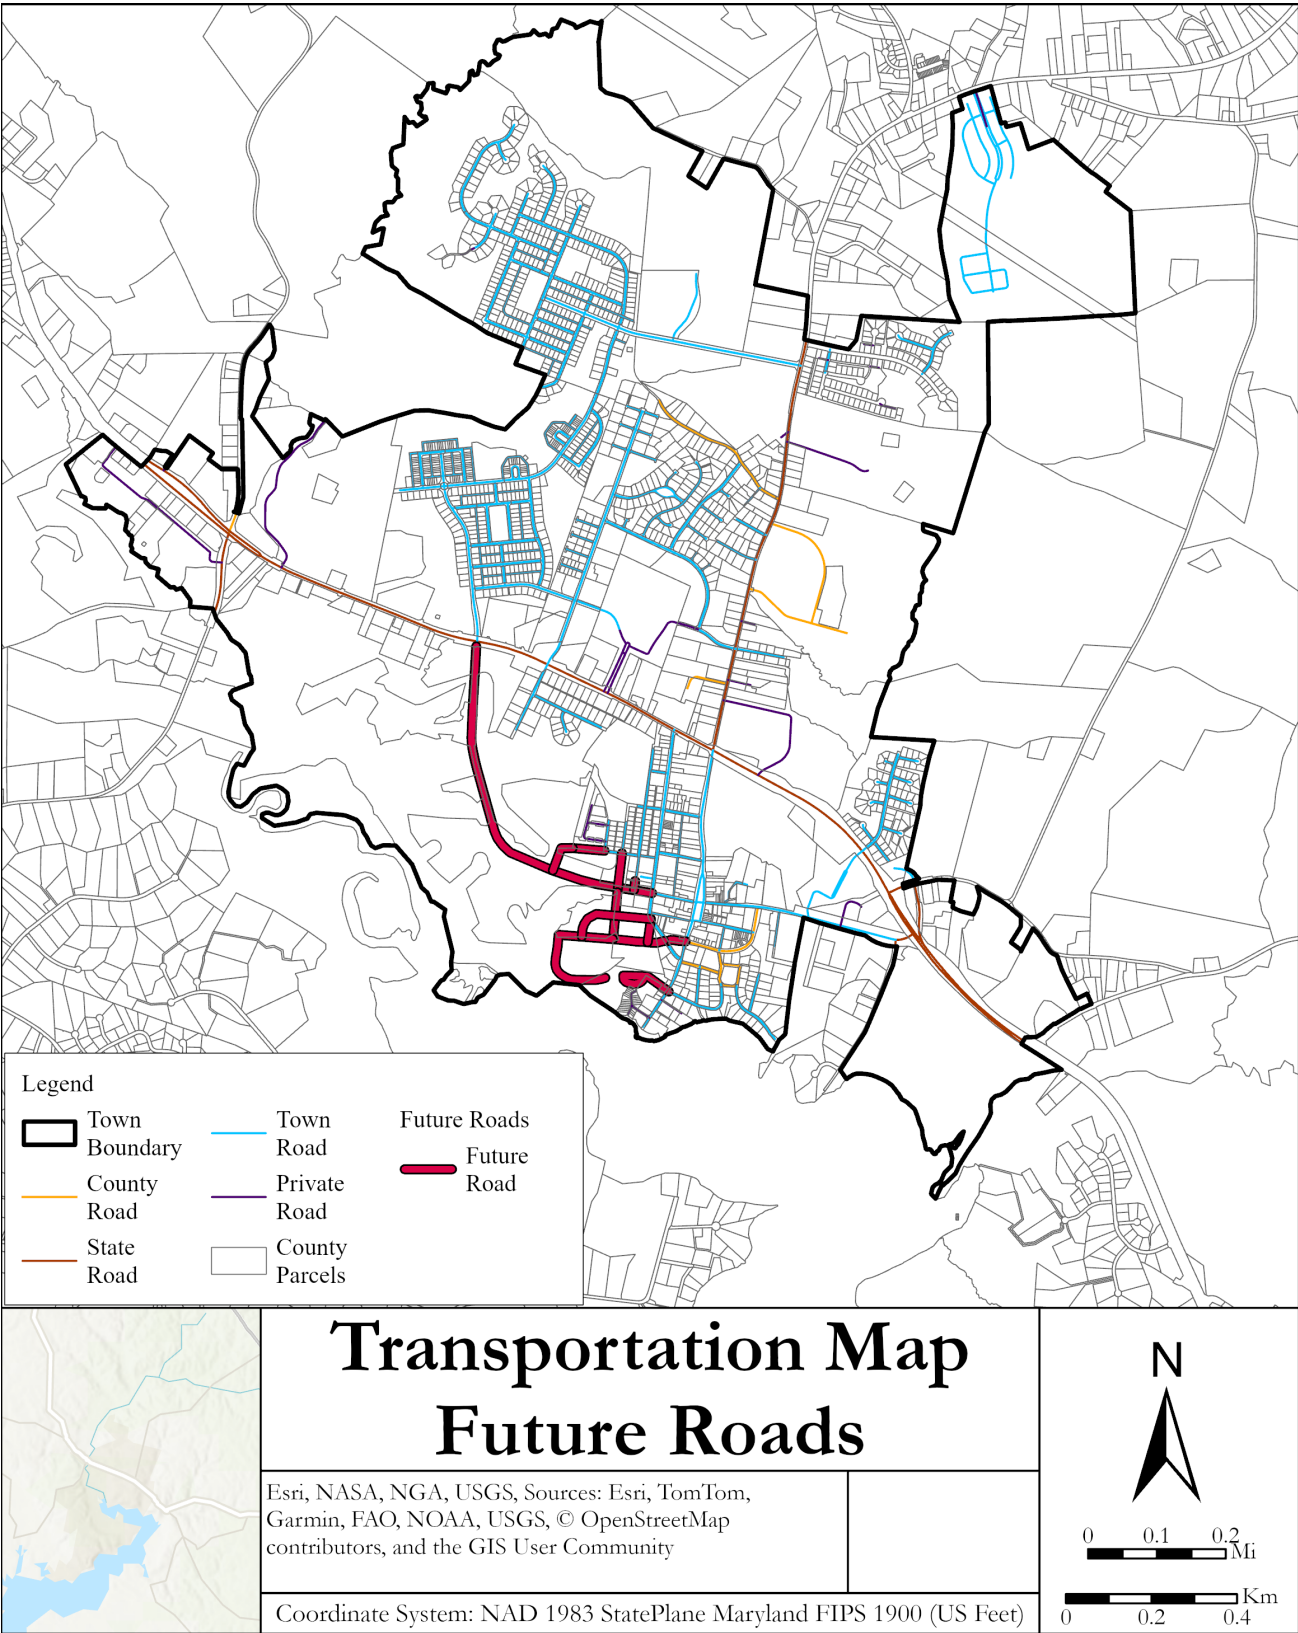 Legend
Town
Boundary
County
Road
State
Road
Town
Road
Private
Road
County
Parcels
Future Roads
Future
Road
Transportation Map
Future Roads
Esri, NASA, NGA, USGS, Sources: Esri, TomTom,
Garmin, FAO, NOAA, USGS, © OpenStreetMap
contributors, and the GIS User Community
Coordinate System: NAD 1983 StatePlane Maryland FIPS 1900 (US Feet)
N
0 0.1 0.2
Mi
Km
0 0.2 0.4